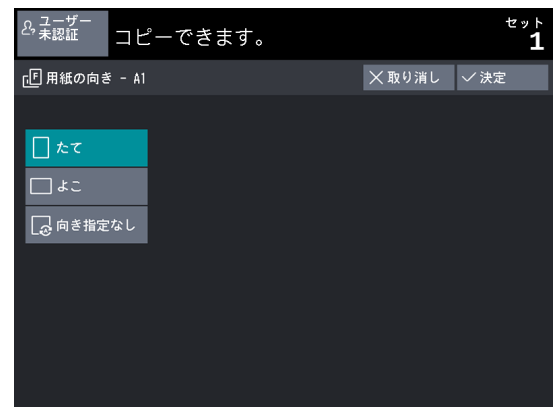 ユーザー
未認証
コピーできます。
セット
1
用紙の向き - A1
取り消し
決定
たて
よこ
向き指定なし